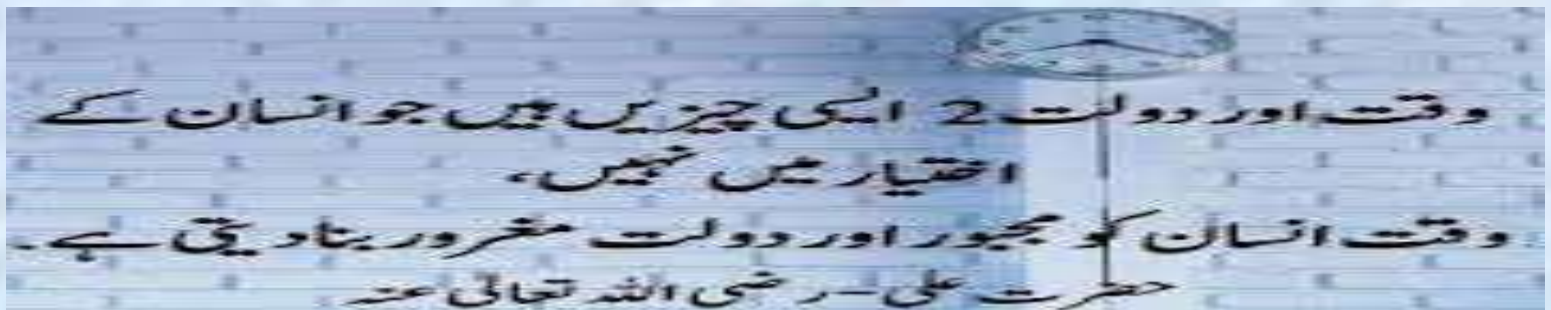 وقت اور دولت 2 ایسی چیزیں ہیں جو انسان کے
اختیار میں نہیں،
وقت انسان کو مجبور اور دولت مغرور بنا دیتی ہے۔
حضرت علی۔رضی اللہ تعالیٰ عنہ